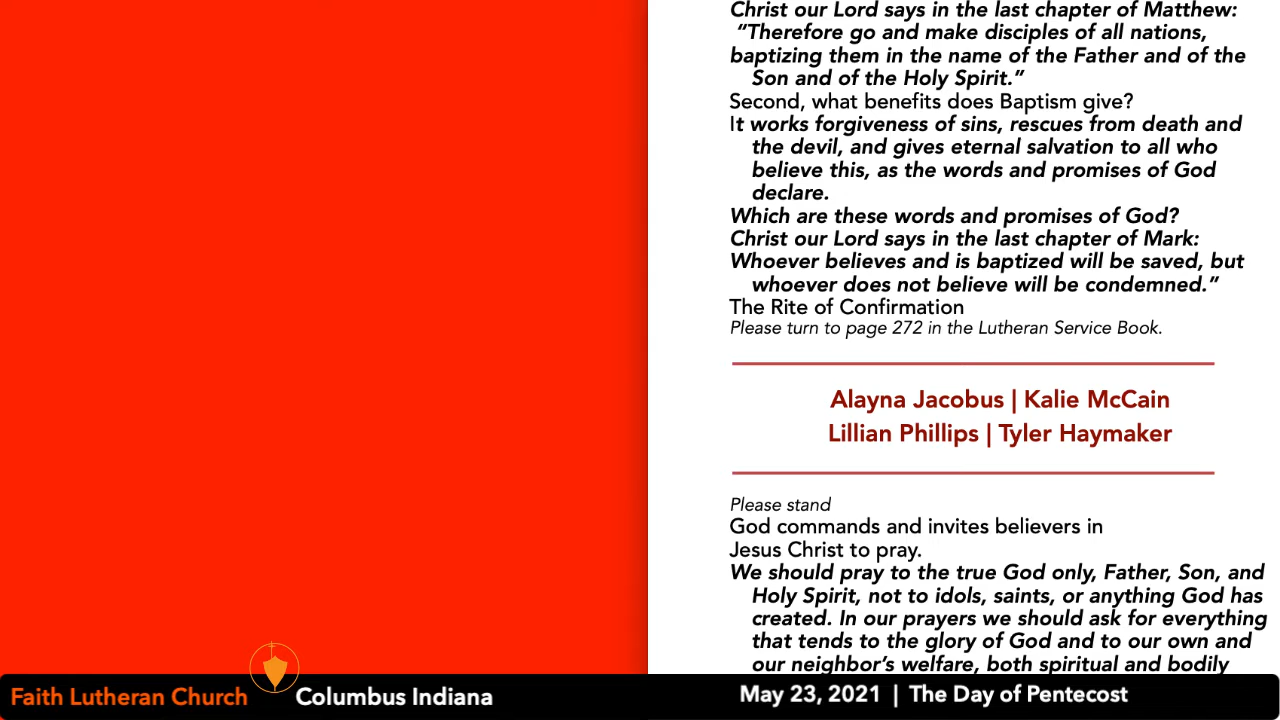 Christ our Lord says in the last chapter of Matthew:
“Therefore go and make disciples of all nations,
baptizing them in the name of the Father and of the
Son and of the Holy Spirit.”
Second, what benefits does Baptism give?
It works forgiveness of sins, rescues from death and
the devil, and gives eternal salvation to all who
believe this, as the words and promises of God
declare.
Which are these words and promises of God?
Christ our Lord says in the last chapter of Mark:
Whoever believes and is baptized will be saved, but
whoever does not believe will be condemned.”
The Rite of Confirmation
Please turn to page 272 in the Lutheran Service Book.
Alayna Jacobus | Kalie McCain
Lillian Phillips | Tyler Haymaker
Please stand
God commands and invites believers in
Jesus Christ to pray.
We should pray to the true God only, Father, Son, and
Holy Spirit, not to idols, saints, or anything God has
created. In our prayers we should ask for everything
that tends to the glory of God and to our own and
our neighbor’s welfare, both spiritual and bodily
Faith Lutheran Church Columbus Indiana
May 23, 2021 | The Day of Pentecost